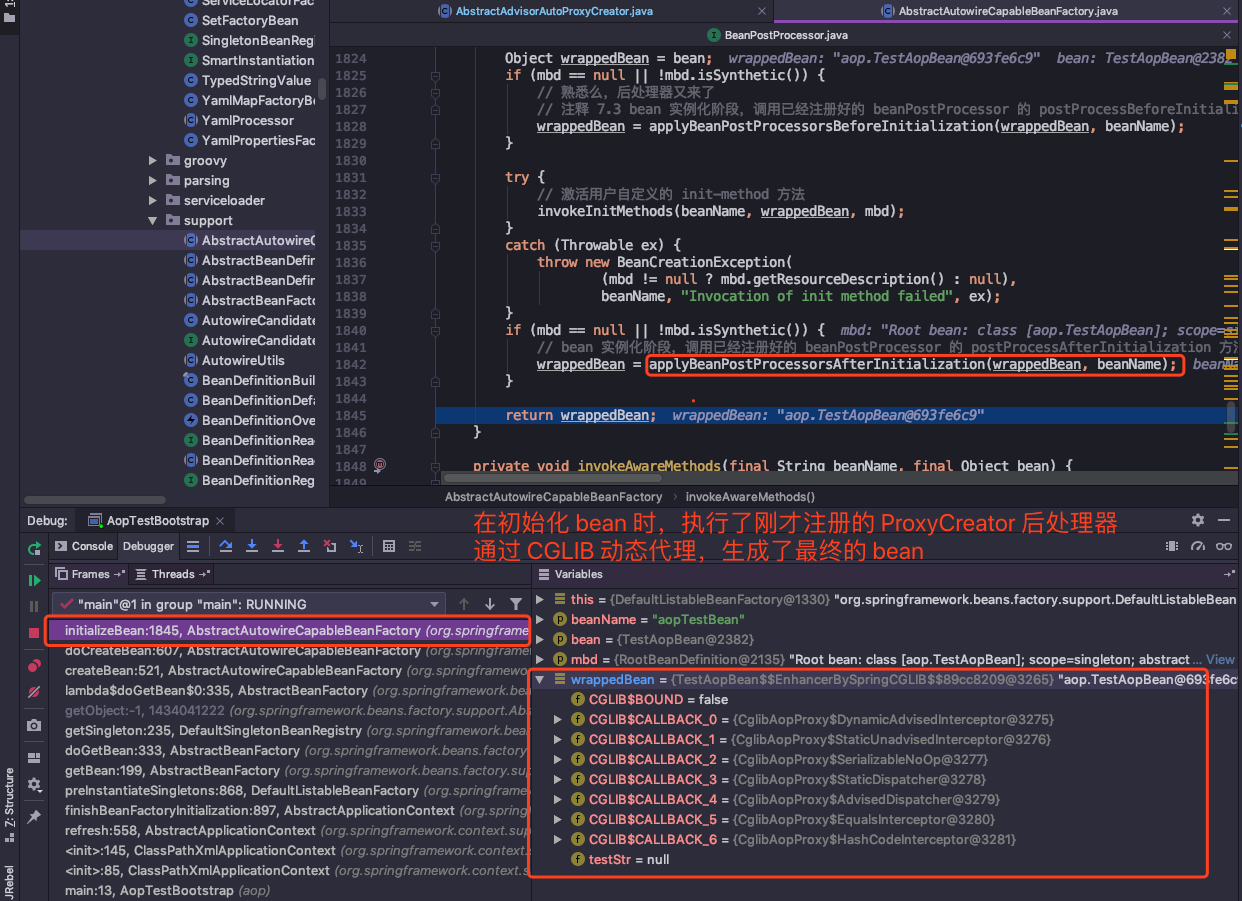 AbstractAdvisorAutoProxyCreator.java
AbstractAutowireCapableBeanFactory.java
BeanPostProcessor.java
ServiceLocatorFac
SetFactoryBean
SingletonBeanRegi
SmartInstantiation
TypedStringValue
YamlMapFactoryBe
YamlProcessor
YamlPropertiesFac
groovy
parsing
serviceloader
support
AbstractAutowireC
AbstractBeanDefir
AbstractBeanDefir
AbstractBeanFacto
AutowireCandidate
AutowireCandidate
AutowireUtils
BeanDefinitionBuil
BeanDefinitionDefa
BeanDefinitionOve
BeanDefinitionRea
BeanDefinitionRea
BeanDefinitionReg
1824 Object wrappedBean = bean; wrappedBean: "aop.TestAopBean@693fe6c9" bean: TestAopBean@2382
1825 if (mbd == null || !mbd.isSynthetic()) {
1826 // 熟悉么，后处理器又来了
1827 // 注释 7.3 bean 实例化阶段，调用已经注册好的 beanPostProcessor 的 postProcessBeforeInitiali
1828 wrappedBean = applyBeanPostProcessorsBeforeInitialization(wrappedBean, beanName);
1829 }
1830
1831 try {
1832 // 激活用户自定义的 init-method 方法
1833 invokeInitMethods(beanName, wrappedBean, mbd);
1834 }
1835 catch (Throwable ex) {
1836 throw new BeanCreationException(
1837 (mbd != null ? mbd.getResourceDescription() : null),
1838 beanName, "Invocation of init method failed", ex);
1839 }
1840 if (mbd == null || !mbd.isSynthetic()) { mbd: "Root bean: class [aop.TestAopBean]; scope=si
1841 // bean 实例化阶段，调用已经注册好的 beanPostProcessor 的 postProcessAfterInitialization 方法
1842 wrappedBean = applyBeanPostProcessorsAfterInitialization(wrappedBean, beanName); beanNa
1843 }
1844
1845 return wrappedBean; wrappedBean: "aop.TestAopBean@693fe6c9"
1846 }
1847
1848 private void invokeAwareMethods(final String beanName, final Object bean) {
1849
AbstractAutowireCapableBeanFactory › invokeAwareMethods()
在初始化 bean 时，执行了刚才注册的 ProxyCreator 后处理器
通过 CGLIB 动态代理，生成了最终的 bean
Debug: AopTestBootstrap
Console Debugger
Frames Threads
"main"@1 in group "main": RUNNING
initializeBean:1845, AbstractAutowireCapableBeanFactory (org.springframe
doCreateBean:607, AbstractAutowireCapableBeanFactory (org.springframe
createBean:521, AbstractAutowireCapableBeanFactory (org.springframewo
lambda$doGetBean$0:335, AbstractBeanFactory (org.springframework.bea
getObject:-1, 1434041222 (org.springframework.beans.factory.support.Abs
getSingleton:235, DefaultSingletonBeanRegistry (org.springframework.bea
doGetBean:333, AbstractBeanFactory (org.springframework.beans.factory
getBean:199, AbstractBeanFactory (org.springframework.beans.factory.sup
preInstantiateSingletons:868, DefaultListableBeanFactory (org.springframe
finishBeanFactoryInitialization:897, AbstractApplicationContext (org.spring
refresh:558, AbstractApplicationContext (org.springframework.context.sup
<init>:145, ClassPathXmlApplicationContext (org.springframework.context.
<init>:85, ClassPathXmlApplicationContext (org.springframework.context.s
main:13, AopTestBootstrap (aop)
Variables
this = {DefaultListableBeanFactory@1330} "org.springframework.beans.factory.support.DefaultListableBean
beanName = "aopTestBean"
bean = {TestAopBean@2382}
mbd = {RootBeanDefinition@2135} "Root bean: class [aop.TestAopBean]; scope=singleton; abstract ... View
wrappedBean = {TestAopBean$$EnhancerBySpringCGLIB$$89cc8209@3265} "aop.TestAopBean@693fe6c
CGLIB$BOUND = false
CGLIB$CALLBACK_0 = {CglibAopProxy$DynamicAdvisedInterceptor@3275}
CGLIB$CALLBACK_1 = {CglibAopProxy$StaticUnadvisedInterceptor@3276}
CGLIB$CALLBACK_2 = {CglibAopProxy$SerializableNoOp@3277}
CGLIB$CALLBACK_3 = {CglibAopProxy$StaticDispatcher@3278}
CGLIB$CALLBACK_4 = {CglibAopProxy$AdvisedDispatcher@3279}
CGLIB$CALLBACK_5 = {CglibAopProxy$EqualsInterceptor@3280}
CGLIB$CALLBACK_6 = {CglibAopProxy$HashCodeInterceptor@3281}
testStr = null
Z: Structure
JRebel